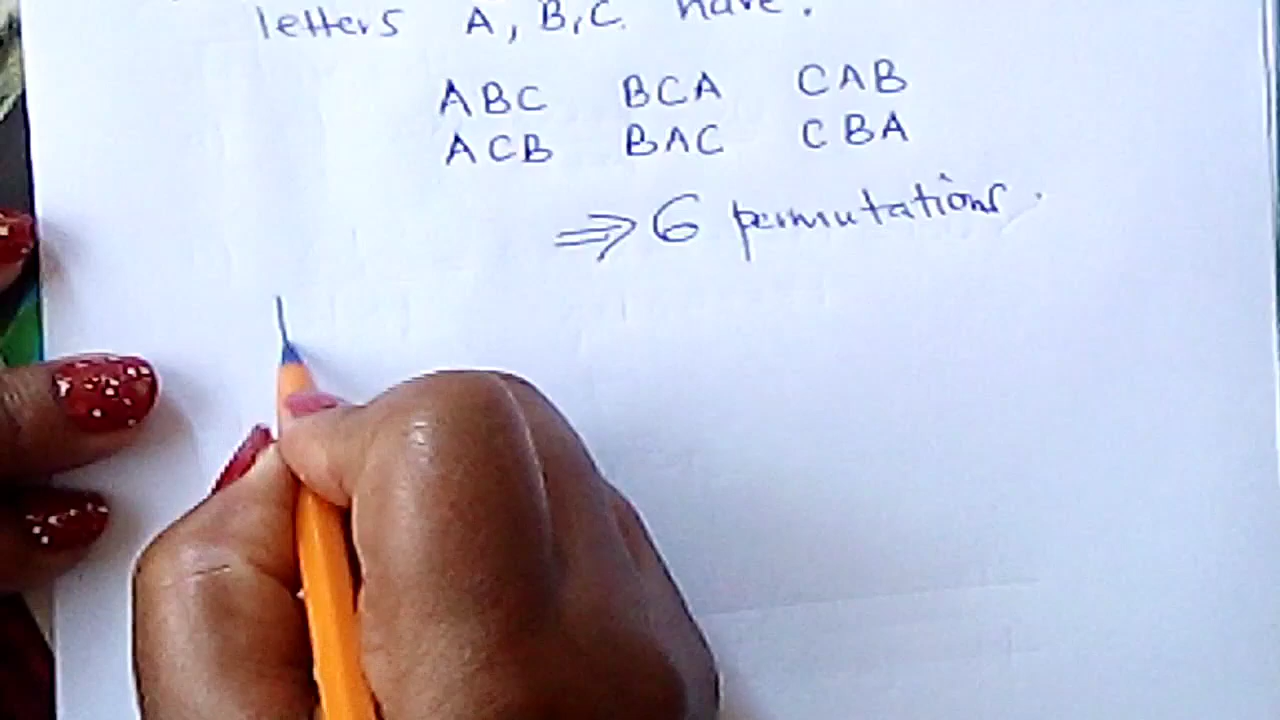 letters A, B, C have.
ABC BCA CAB
ACB BAC CBA
⇒ 6 permutations.